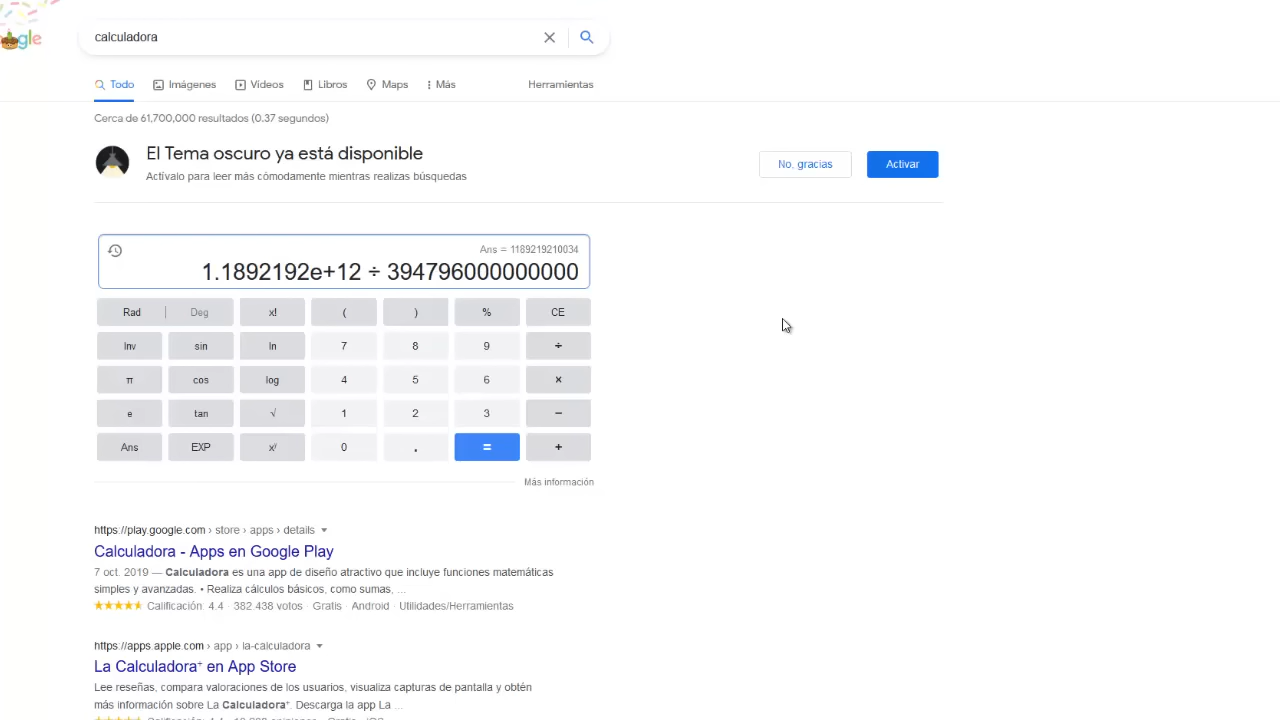 gle
calculadora
Todo Imágenes Videos Libros Maps Más Herramientas
Cerca de 61,700,000 resultados (0.37 segundos)
El Tema oscuro ya está disponible
Actívalo para leer más cómodamente mientras realizas búsquedas
No, gracias Activar
Ans = 1189219210034
1.1892192e+12 ÷ 394796000000000
Rad Deg x! ( ) % CE
Inv sin ln 7 8 9 ÷
π cos log 4 5 6 ×
e tan √ 1 2 3 −
Ans EXP xʸ 0 . = +
Más información
https://play.google.com › store › apps › details
Calculadora - Apps en Google Play
7 oct. 2019 — Calculadora es una app de diseño atractivo que incluye funciones matemáticas
simples y avanzadas. • Realiza cálculos básicos, como sumas, ...
Calificación: 4.4 · 382.438 votos · Gratis · Android · Utilidades/Herramientas
https://apps.apple.com › app › la-calculadora
La Calculadora⁺ en App Store
Lee reseñas, compara valoraciones de los usuarios, visualiza capturas de pantalla y obtén
más información sobre La Calculadora⁺. Descarga la app La ...